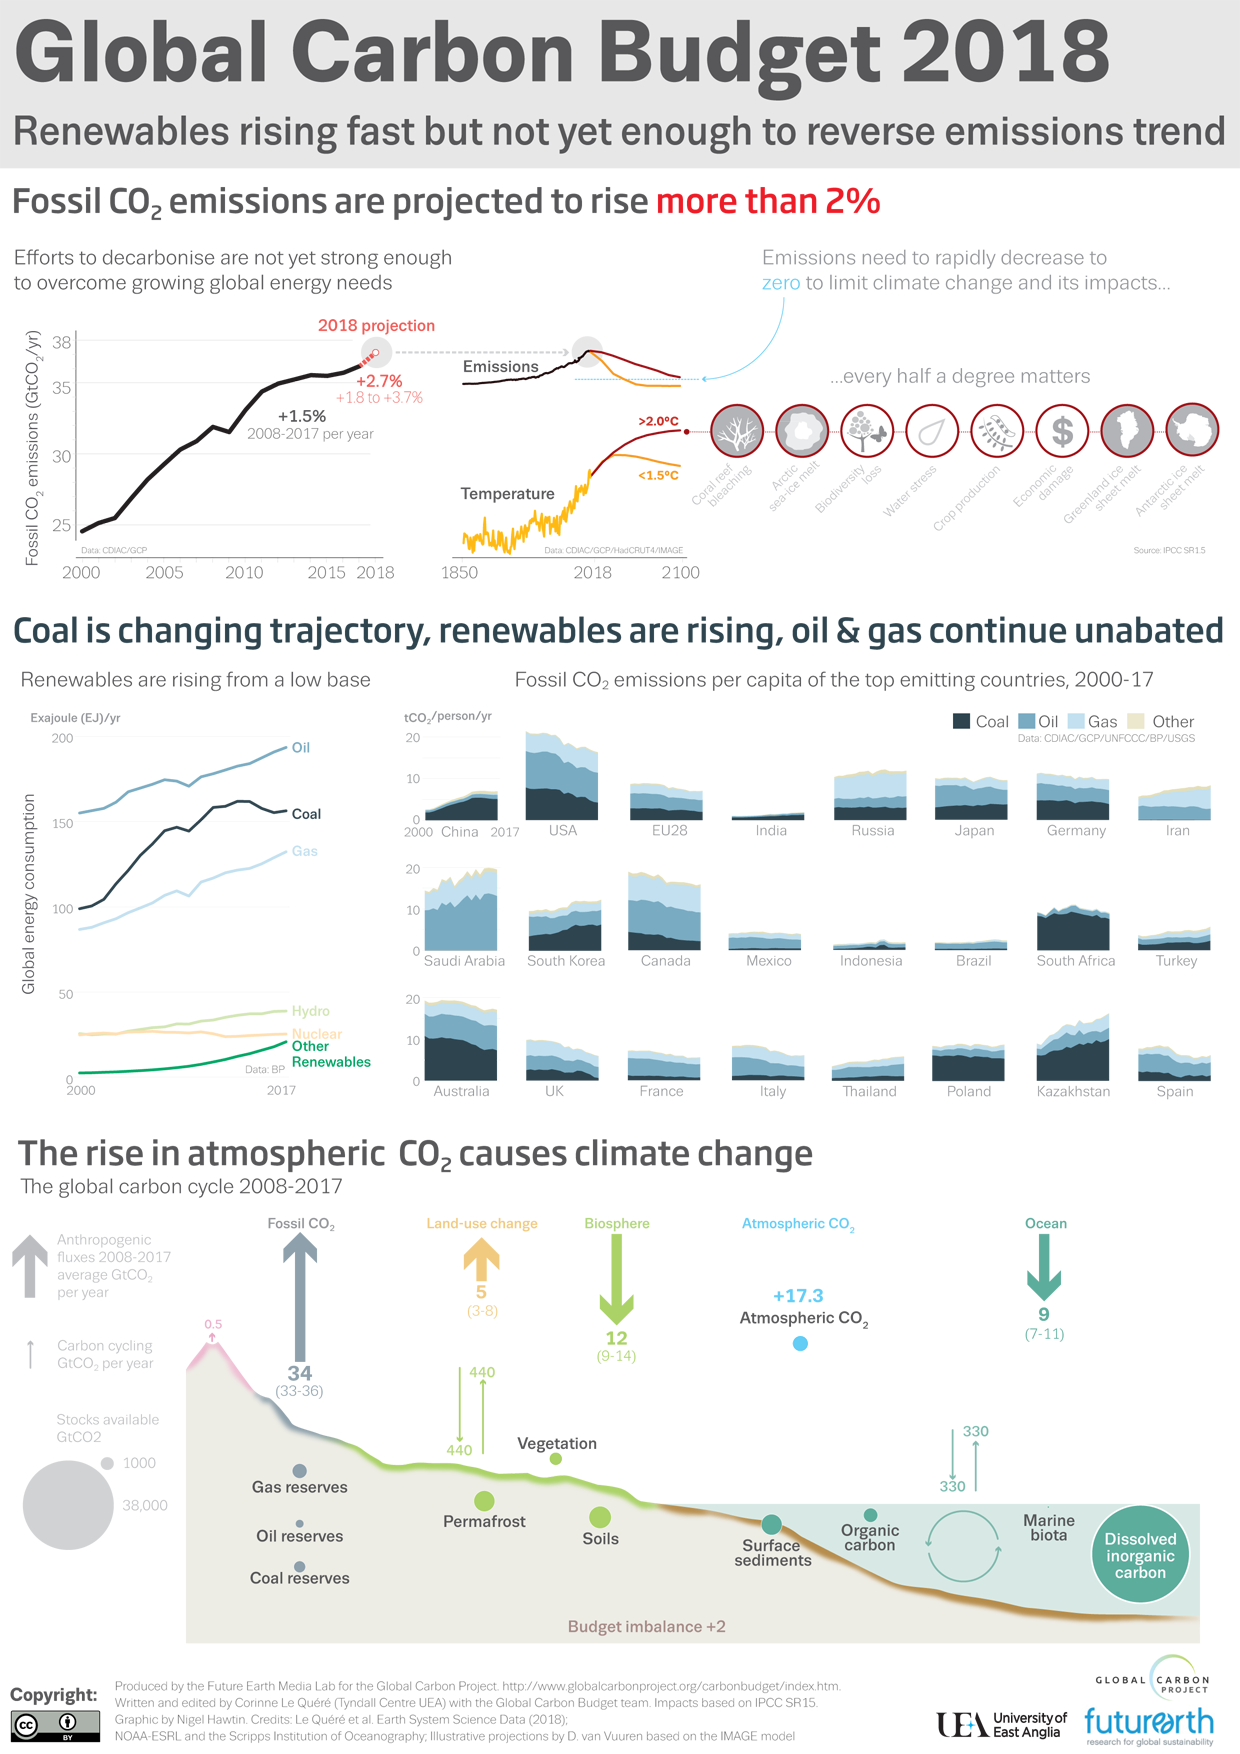 Global Carbon Budget 2018
Renewables rising fast but not yet enough to reverse emissions trend
Fossil CO₂ emissions are projected to rise more than 2%
Efforts to decarbonise are not yet strong enough
to overcome growing global energy needs
Emissions need to rapidly decrease to
zero to limit climate change and its impacts...
Fossil CO₂ emissions (GtCO₂/yr)
38
35
30
25
2018 projection
+2.7%
+1.8 to +3.7%
+1.5%
2008-2017 per year
Data: CDIAC/GCP
2000
2005
2010
2015
2018
Emissions
>2.0°C
<1.5°C
Temperature
Data: CDIAC/GCP/HadCRUT4/IMAGE
1850
2018
2100
...every half a degree matters
$
Coral reef
bleaching
Arctic
sea-ice melt
Biodiversity
loss
Water stress
Crop production
Economic
damage
Greenland ice
sheet melt
Antarctic ice
sheet melt
Source: IPCC SR15
Coal is changing trajectory, renewables are rising, oil & gas continue unabated
Renewables are rising from a low base
Exajoule (EJ)/yr
Global energy consumption
200
150
100
50
0
Oil
Coal
Gas
Hydro
Nuclear
Other
Renewables
Data: BP
2000
2017
Fossil CO₂ emissions per capita of the top emitting countries, 2000-17
tCO₂/person/yr
Coal
Oil
Gas
Other
Data: CDIAC/GCP/UNFCCC/BP/USGS
20
10
0
2000
China
2017
USA
EU28
India
Russia
Japan
Germany
Iran
20
10
0
Saudi Arabia
South Korea
Canada
Mexico
Indonesia
Brazil
South Africa
Turkey
20
10
0
Australia
UK
France
Italy
Thailand
Poland
Kazakhstan
Spain
The rise in atmospheric CO₂ causes climate change
The global carbon cycle 2008-2017
Anthropogenic
fluxes 2008-2017
average GtCO₂
per year
Carbon cycling
GtCO₂ per year
Stocks available
GtCO2
1000
38,000
0.5
Fossil CO₂
34
(33-36)
Land-use change
5
(3-8)
Biosphere
12
(9-14)
Atmospheric CO₂
+17.3
Atmospheric CO₂
Ocean
9
(7-11)
440
440
330
330
Vegetation
Gas reserves
Oil reserves
Coal reserves
Permafrost
Soils
Surface
sediments
Organic
carbon
Marine
biota
Dissolved
inorganic
carbon
Budget imbalance +2
Copyright:
cc
BY
Produced by the Future Earth Media Lab for the Global Carbon Project. http://www.globalcarbonproject.org/carbonbudget/index.htm.
Written and edited by Corinne Le Quéré (Tyndall Centre UEA) with the Global Carbon Budget team. Impacts based on IPCC SR15.
Graphic by Nigel Hawtin. Credits: Le Quéré et al. Earth System Science Data (2018);
NOAA-ESRL and the Scripps Institution of Oceanography; Illustrative projections by D. van Vuuren based on the IMAGE model
UEA
University of
East Anglia
GLOBAL CARBON
PROJECT
futurearth
research for global sustainability